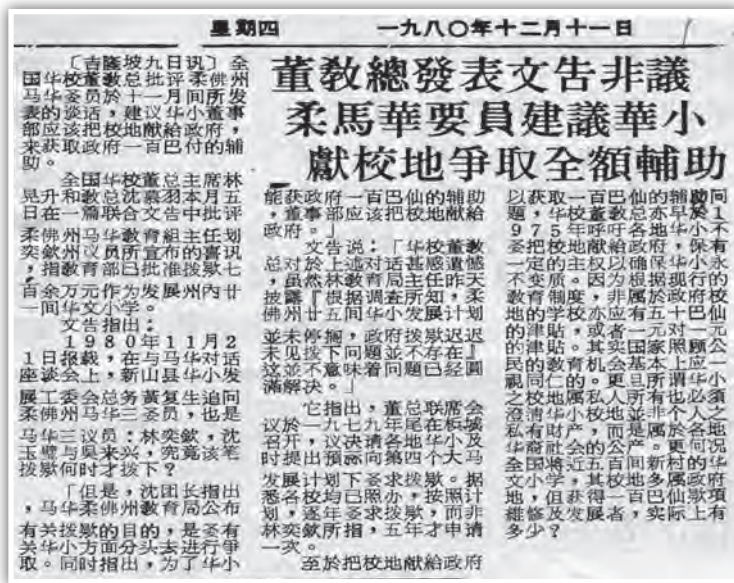 星期四 一九八〇年十二月十一日
董教總發表文告非議
柔馬華要員建議華小
獻校地爭取全額輔助
〔吉隆坡九日讯〕全
国华校董教总批评柔佛州
马华委员於十一月间所发
表的谈话，建议华小董事
部应该把校地献给政府，
来获取政府一百巴付的辅
助。
全国华校董总主席林
晃升和教总沈慕羽本月五
日在一篇联合文告中批评
柔佛州马华教育组主任划
奕𬭚州议员所宣布的喜讯
，指教育部已批准拨欵七
百余万元作为发展州内廿
一间华文小学。
文告指出：
1980年11月2
1日报载，在与马华对话
座谈会上，新山县华小发
展工委会总务黄复生追问
柔佛州马华三委员，也是
马华三议员：林奕𬭚，沈
玉璧与吴来兴，究竟该笔
拨欵何时才拨下？
「但是，沈团长指出
，马华柔佛州教育局公布
有关拨欵的目的，是委有
关华小方面分头去进行争
取。同时指出，为了华小
能获政府一百巴仙的辅助
，董事部应该把校地献给
政府。」
文告说：「华校董教
总对於上述对话甚感遗憾
，虽然林教育局主任昨天
披露『根据调查所知，柔
佛州廿五间华小发展计划
並未停搁，政府拨欵迟迟
未见拨下问题並不存在』
这並不意味着问题已经圆
满解决。」
它指出，董总联席会
议於一九七九年尾在槟城
召开，议决请各地华小及
时提出预算向第四个大马
发展计划下委求拨欵。据
悉各校均已照办，按照计
划，逐年委求拨欵，而非
林奕𬭚所指，五年才申请
一次。
至於把校地献给政府
以获取一百巴仙的辅助问
题，华校董教总亦早於1
975年呼吁各地华小不
委把校地献给政府，保有
一定的主权以确保华小永
不变质。因为根据现行的
教育制度，非属於政府校
地的学校亦应有五十巴仙
的津贴，或者一元对一元
的津贴。其实国家照顾公
民的教育机会基本上应一
视同仁的。更且所谓华小
之校地属私人所有也必须
澄清华小校地並非个人之
私有财产，而是属於各地
华裔社会的公产。更何况
全国将近五百间新村的华
文小学，其校地多属政府
地，但获得一百巴仙欵项
维修及发展者，实际上有
多少？